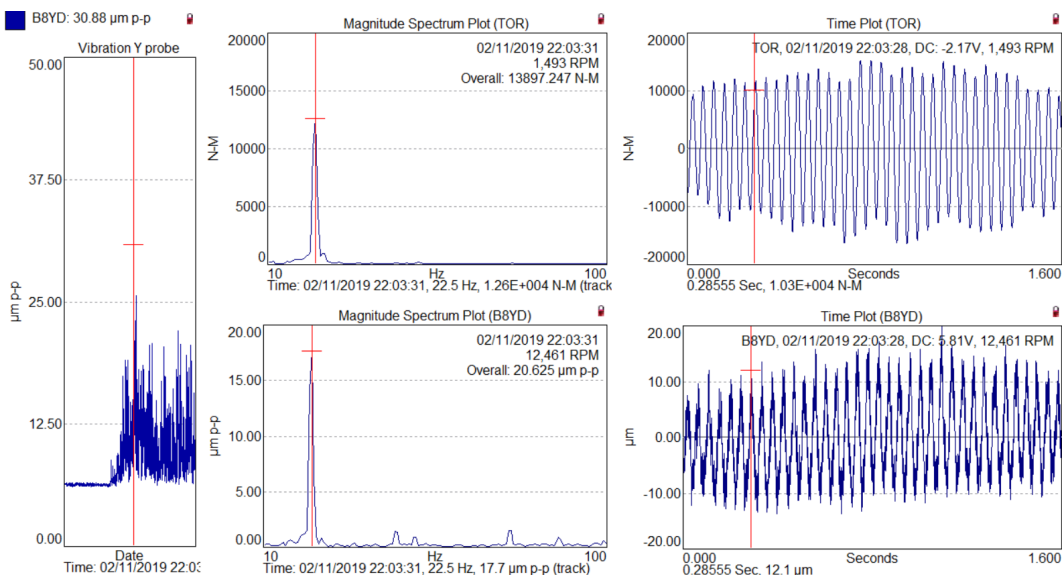 B8YD: 30.88 µm p-p
Vibration Y probe
50.00
37.50
25.00
12.50
0.00
µm p-p
Date
Time: 02/11/2019 22:03:
Magnitude Spectrum Plot (TOR)
02/11/2019 22:03:31
1,493 RPM
Overall: 13897.247 N-M
20000
15000
10000
5000
0
N-M
10
Hz
100
Time: 02/11/2019 22:03:31, 22.5 Hz, 1.26E+004 N-M (track
Time Plot (TOR)
TOR, 02/11/2019 22:03:28, DC: -2.17V, 1,493 RPM
20000
10000
0
-10000
-20000
N-M
0.000
Seconds
1.600
0.28555 Sec, 1.03E+004 N-M
Magnitude Spectrum Plot (B8YD)
02/11/2019 22:03:31
12,461 RPM
Overall: 20.625 µm p-p
20.00
15.00
10.00
5.00
0.00
µm p-p
10
Hz
100
Time: 02/11/2019 22:03:31, 22.5 Hz, 17.7 µm p-p (track)
Time Plot (B8YD)
B8YD, 02/11/2019 22:03:28, DC: 5.81V, 12,461 RPM
20.00
10.00
0.00
-10.00
-20.00
µm
0.000
Seconds
1.600
0.28555 Sec, 12.1 µm